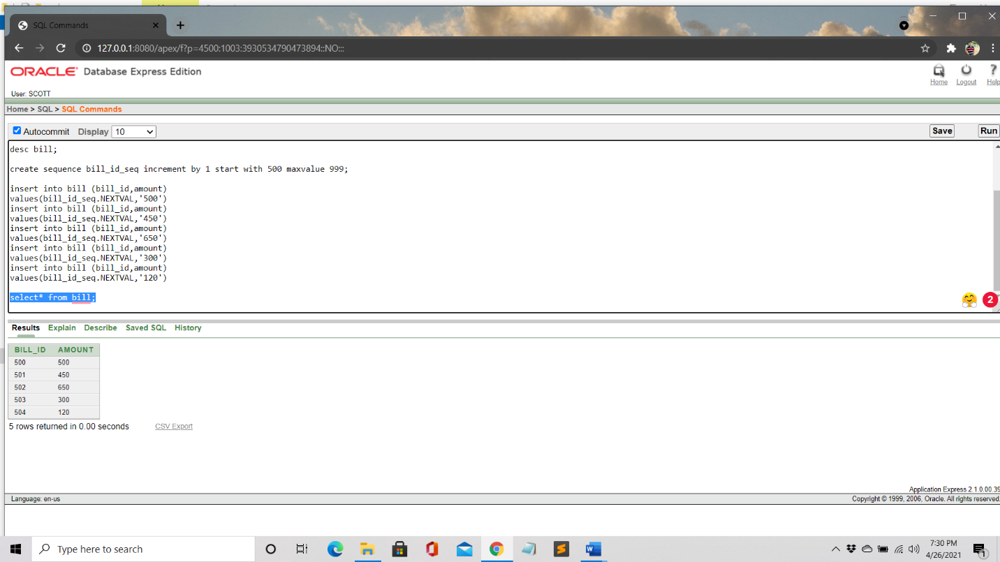 SQL Commands
127.0.0.1:8080/apex/f?p=4500:1003:3930534790473894::NO:::
ORACLE Database Express Edition
Home Logout Help
User: SCOTT
Home > SQL > SQL Commands
Autocommit Display 10 Save Run
desc bill;
create sequence bill_id_seq increment by 1 start with 500 maxvalue 999;
insert into bill (bill_id,amount)
values(bill_id_seq.NEXTVAL,'500')
insert into bill (bill_id,amount)
values(bill_id_seq.NEXTVAL,'450')
insert into bill (bill_id,amount)
values(bill_id_seq.NEXTVAL,'650')
insert into bill (bill_id,amount)
values(bill_id_seq.NEXTVAL,'300')
insert into bill (bill_id,amount)
values(bill_id_seq.NEXTVAL,'120')
select* from bill;
2
Results Explain Describe Saved SQL History
BILL_ID AMOUNT
500 500
501 450
502 650
503 300
504 120
5 rows returned in 0.00 seconds CSV Export
Application Express 2.1.0.00.39
Language: en-us Copyright © 1999, 2006, Oracle. All rights reserved.
Type here to search
7:30 PM
4/26/2021
1